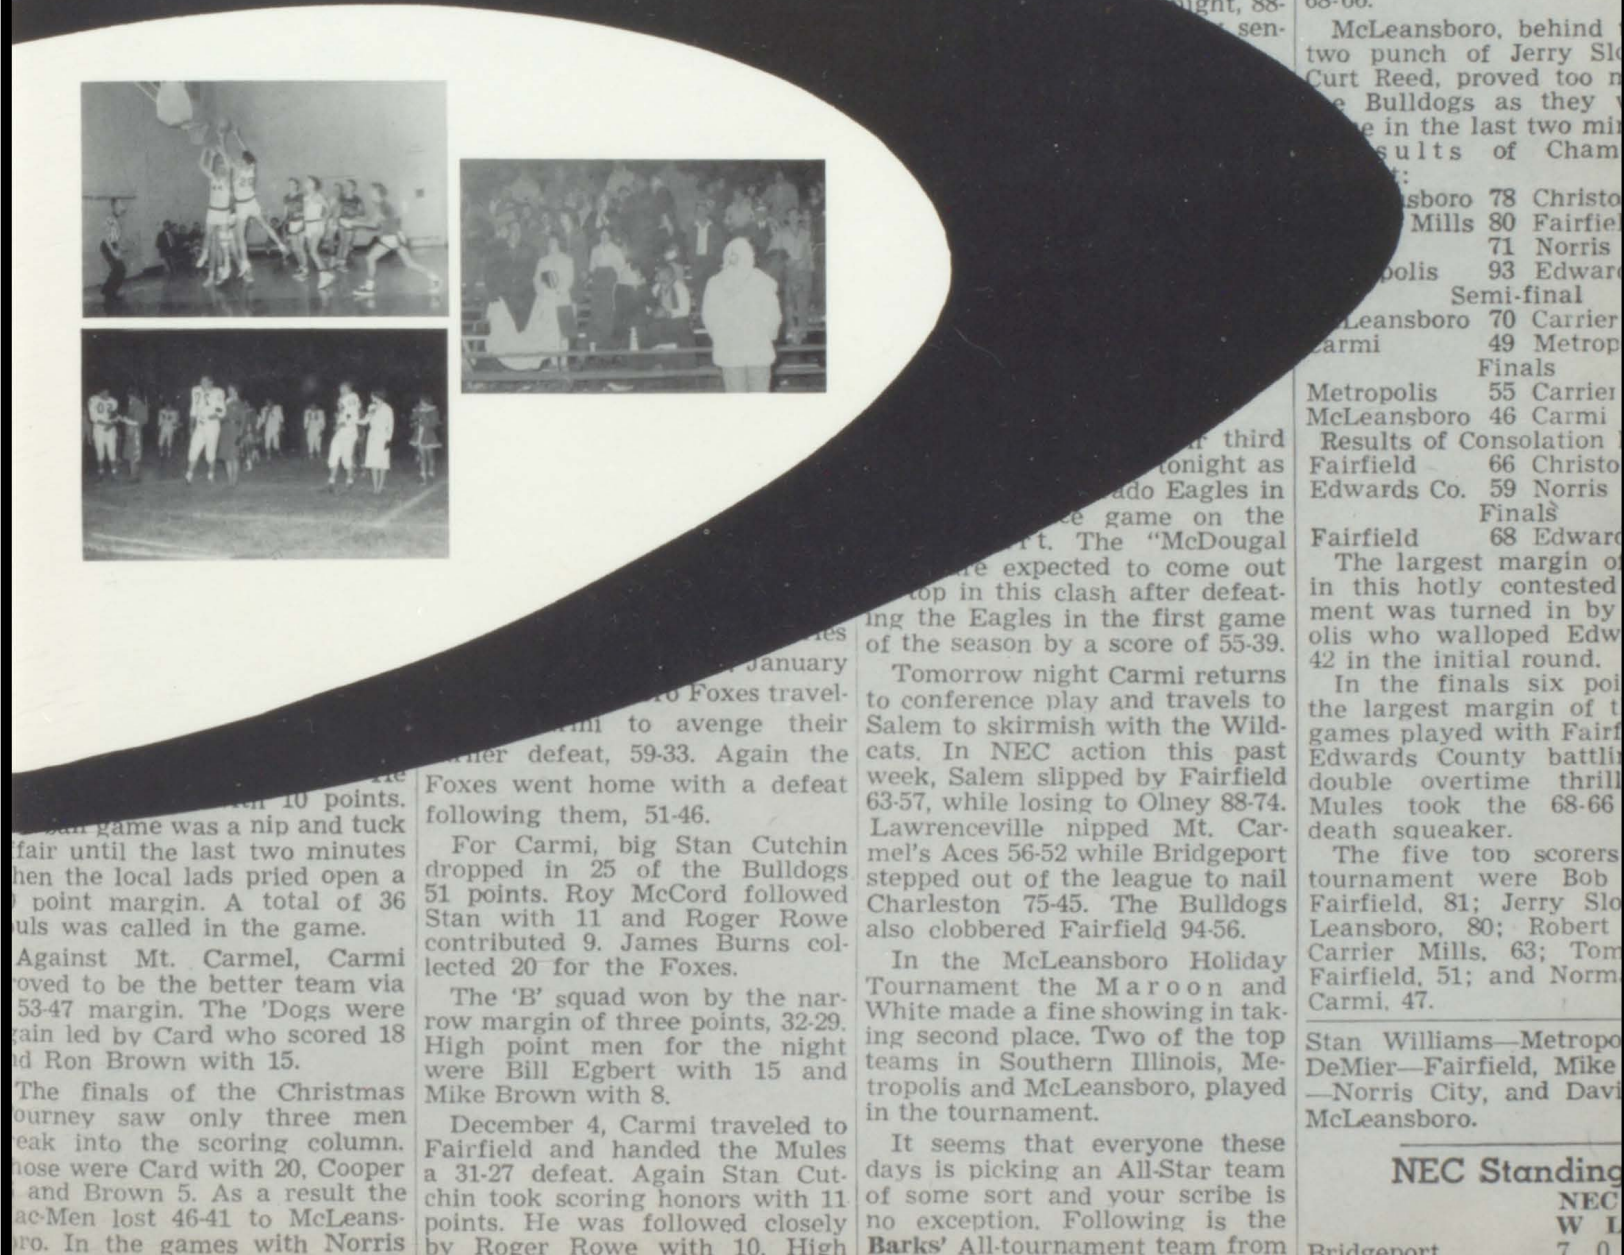 He
10 points.
game was a nip and tuck
fair until the last two minutes
hen the local lads pried open a
point margin. A total of 36
uls was called in the game.
Against Mt. Carmel, Carmi
oved to be the better team via
53-47 margin. The 'Dogs were
gain led by Card who scored 18
nd Ron Brown with 15.
The finals of the Christmas
ourney saw only three men
eak into the scoring column.
hose were Card with 20, Cooper
and Brown 5. As a result the
ac-Men lost 46-41 to McLeans-
oro. In the games with Norris
ies
January
ro Foxes travel-
mi to avenge their
rlier defeat, 59-33. Again the
Foxes went home with a defeat
following them, 51-46.
For Carmi, big Stan Cutchin
dropped in 25 of the Bulldogs
51 points. Roy McCord followed
Stan with 11 and Roger Rowe
contributed 9. James Burns col-
lected 20 for the Foxes.
The 'B' squad won by the nar-
row margin of three points, 32-29.
High point men for the night
were Bill Egbert with 15 and
Mike Brown with 8.
December 4, Carmi traveled to
Fairfield and handed the Mules
a 31-27 defeat. Again Stan Cut-
chin took scoring honors with 11
points. He was followed closely
by Roger Rowe with 10. High
ught, 88-
sen-
r third
tonight as
ado Eagles in
e game on the
rt. The "McDougal
re expected to come out
top in this clash after defeat-
ing the Eagles in the first game
of the season by a score of 55-39.
Tomorrow night Carmi returns
to conference play and travels to
Salem to skirmish with the Wild-
cats. In NEC action this past
week, Salem slipped by Fairfield
63-57, while losing to Olney 88-74.
Lawrenceville nipped Mt. Car-
mel's Aces 56-52 while Bridgeport
stepped out of the league to nail
Charleston 75-45. The Bulldogs
also clobbered Fairfield 94-56.
In the McLeansboro Holiday
Tournament the Maroon and
White made a fine showing in tak-
ing second place. Two of the top
teams in Southern Illinois, Me-
tropolis and McLeansboro, played
in the tournament.
It seems that everyone these
days is picking an All-Star team
of some sort and your scribe is
no exception. Following is the
Barks' All-tournament team from
68-66.
McLeansboro, behind
two punch of Jerry Slo
Curt Reed, proved too m
e Bulldogs as they
e in the last two min
sults of Cham
t:
sboro 78 Christo
Mills 80 Fairfie
71 Norris
polis 93 Edward
Semi-final
Leansboro 70 Carrier
Carmi 49 Metrop
Finals
Metropolis 55 Carrier
McLeansboro 46 Carmi
Results of Consolation
Fairfield 66 Christo
Edwards Co. 59 Norris
Finals
Fairfield 68 Edward
The largest margin o
in this hotly contested
ment was turned in by
olis who walloped Edw
42 in the initial round.
In the finals six poi
the largest margin of t
games played with Fairf
Edwards County battli
double overtime thrill
Mules took the 68-66
death squeaker.
The five top scorers
tournament were Bob
Fairfield, 81; Jerry Slo
Leansboro, 80; Robert
Carrier Mills, 63; Tom
Fairfield, 51; and Norm
Carmi, 47.
Stan Williams—Metropo
DeMier—Fairfield, Mike
—Norris City, and Davi
McLeansboro.
NEC Standing
NEC
W L
Bridgeport 7 0